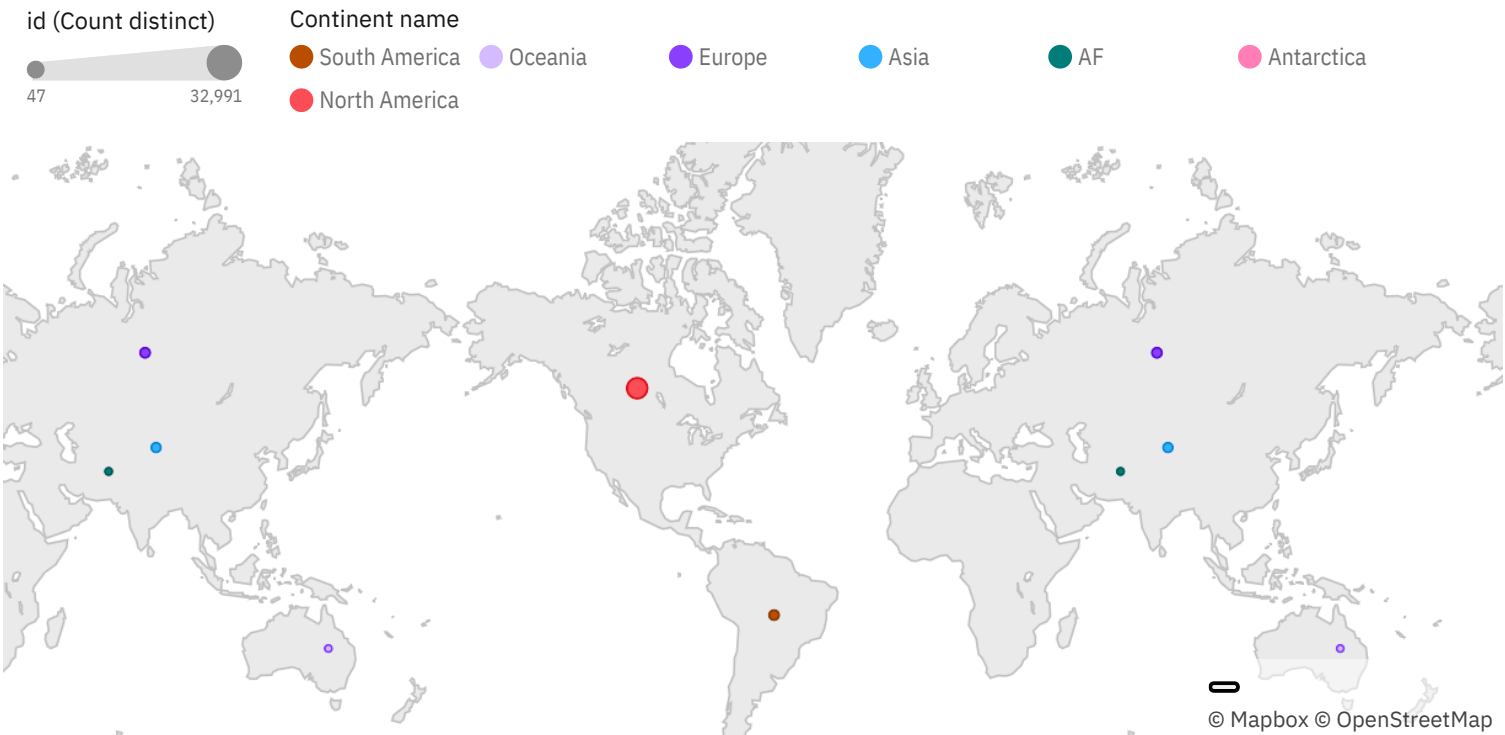 id (Count distinct)
47 32,991
Continent name
South America Oceania Europe Asia AF Antarctica
North America
© Mapbox © OpenStreetMap